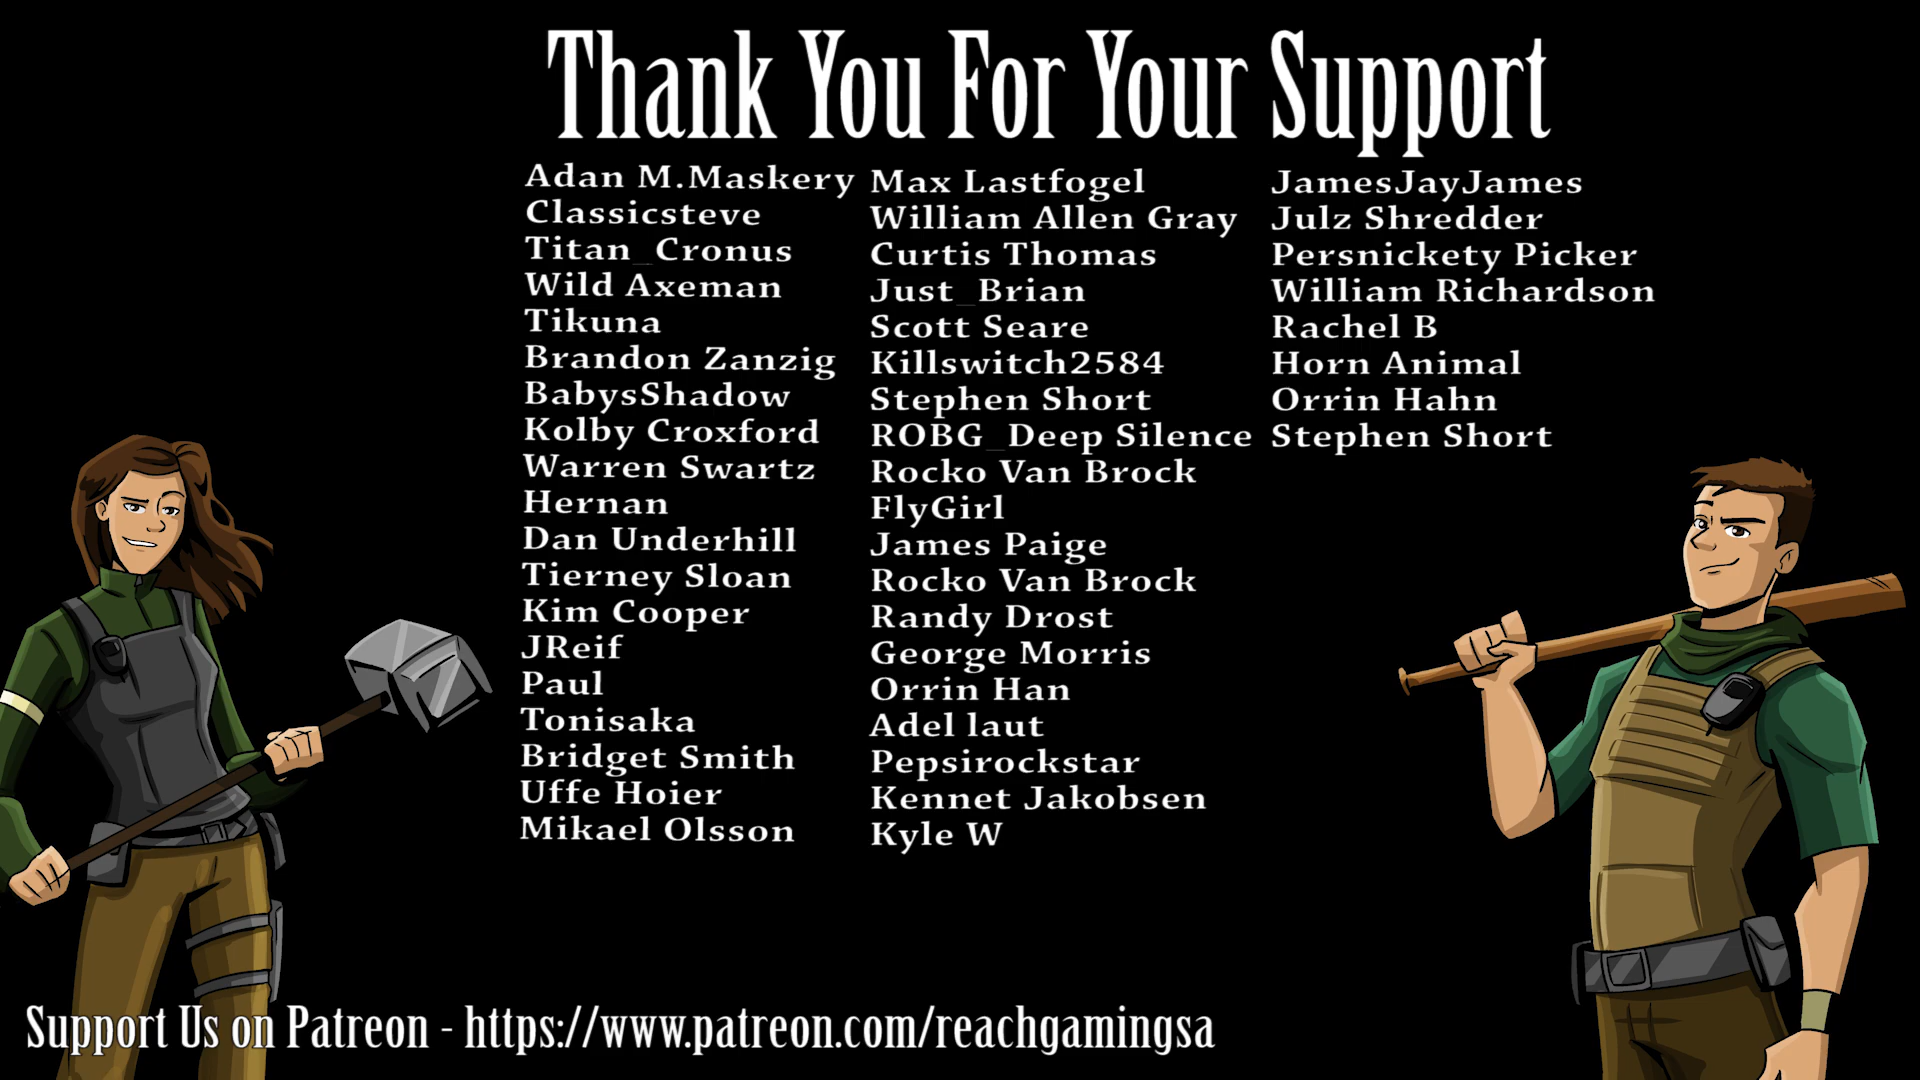 Thank You For Your Support
Adan M.Maskery
Classicsteve
Titan_Cronus
Wild Axeman
Tikuna
Brandon Zanzig
BabysShadow
Kolby Croxford
Warren Swartz
Hernan
Dan Underhill
Tierney Sloan
Kim Cooper
JReif
Paul
Tonisaka
Bridget Smith
Uffe Hoier
Mikael Olsson
Max Lastfogel
William Allen Gray
Curtis Thomas
Just_Brian
Scott Seare
Killswitch2584
Stephen Short
ROBG_Deep Silence
Rocko Van Brock
FlyGirl
James Paige
Rocko Van Brock
Randy Drost
George Morris
Orrin Han
Adel laut
Pepsirockstar
Kennet Jakobsen
Kyle W
JamesJayJames
Julz Shredder
Persnickety Picker
William Richardson
Rachel B
Horn Animal
Orrin Hahn
Stephen Short
Support Us on Patreon - https://www.patreon.com/reachgamingsa